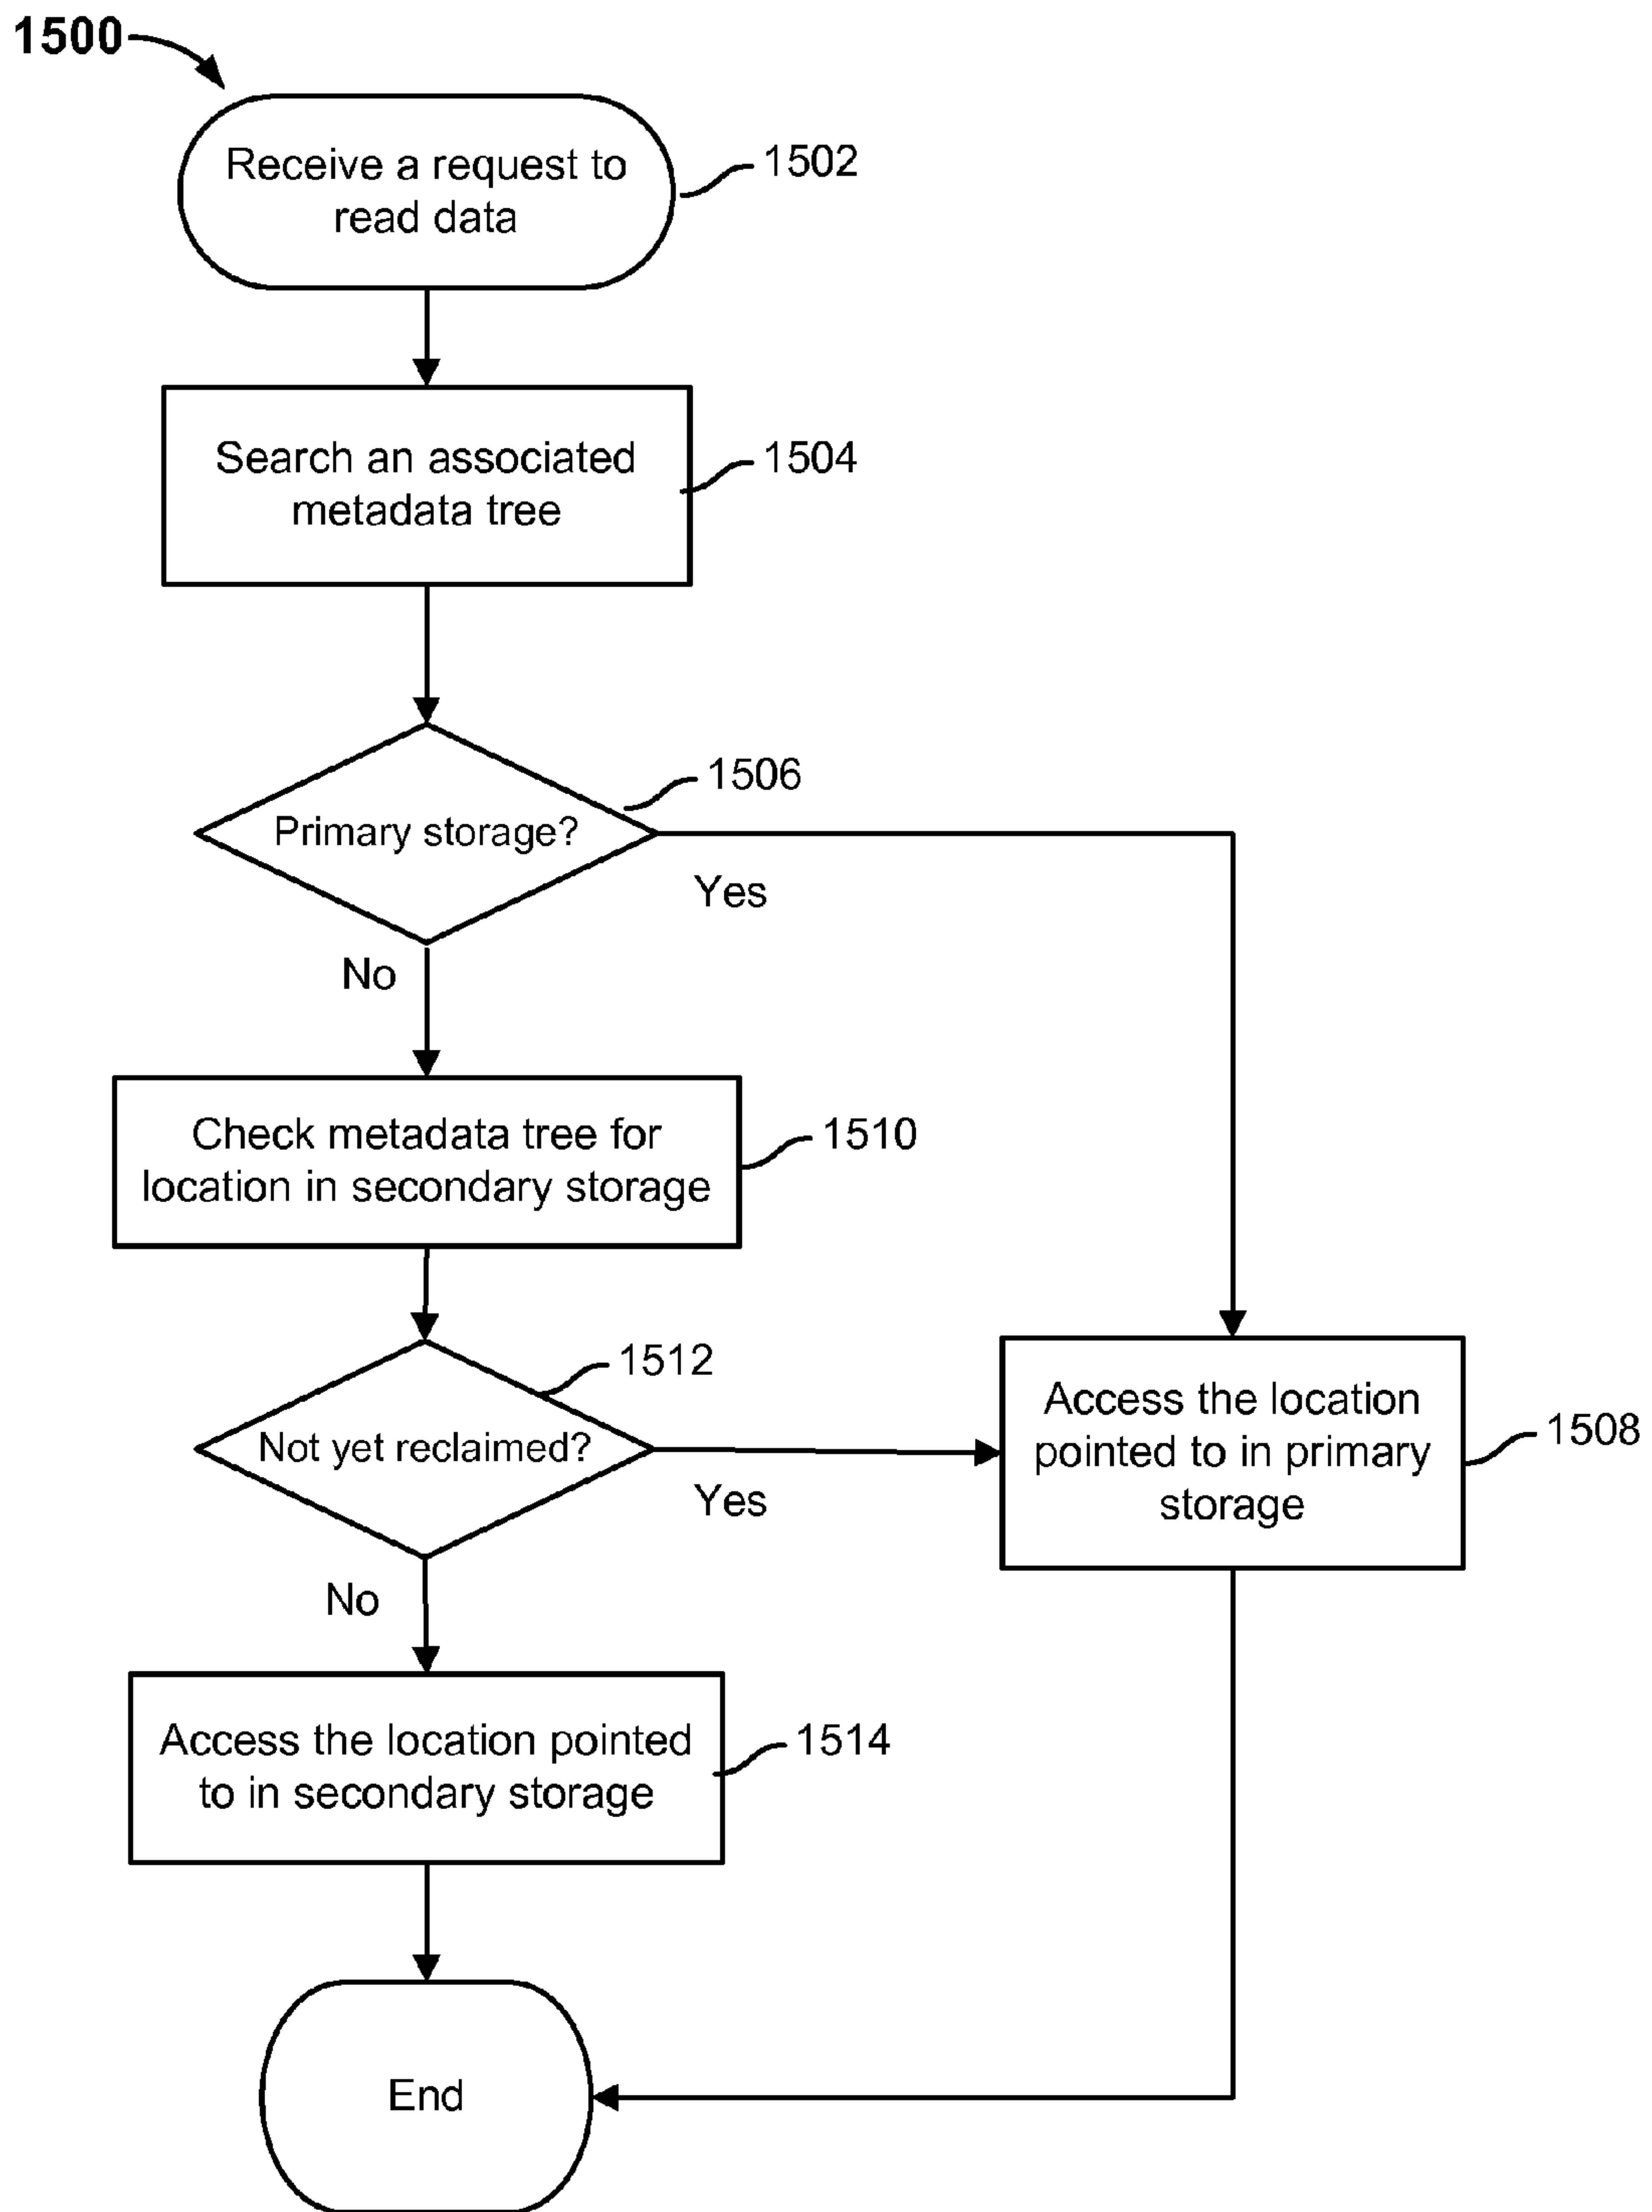 1500
Receive a request to
read data
1502
Search an associated
metadata tree
1504
1506
Primary storage?
Yes
No
Check metadata tree for
location in secondary storage
1510
1512
Not yet reclaimed?
Yes
No
Access the location
pointed to in primary
storage
1508
Access the location pointed
to in secondary storage
1514
End